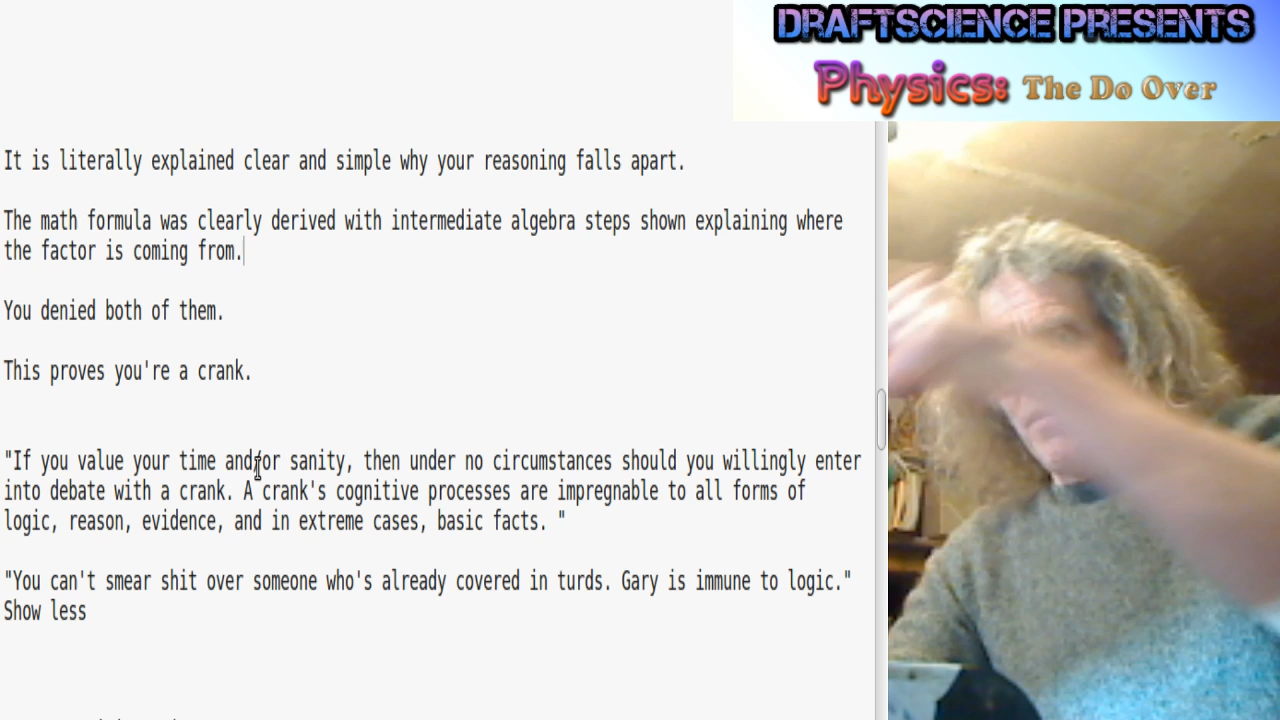 DRAFTSCIENCE PRESENTS
Physics: The Do Over
It is literally explained clear and simple why your reasoning falls apart.
The math formula was clearly derived with intermediate algebra steps shown explaining where
the factor is coming from.
You denied both of them.
This proves you're a crank.
"If you value your time and/or sanity, then under no circumstances should you willingly enter
into debate with a crank. A crank's cognitive processes are impregnable to all forms of
logic, reason, evidence, and in extreme cases, basic facts. "
"You can't smear shit over someone who's already covered in turds. Gary is immune to logic."
Show less